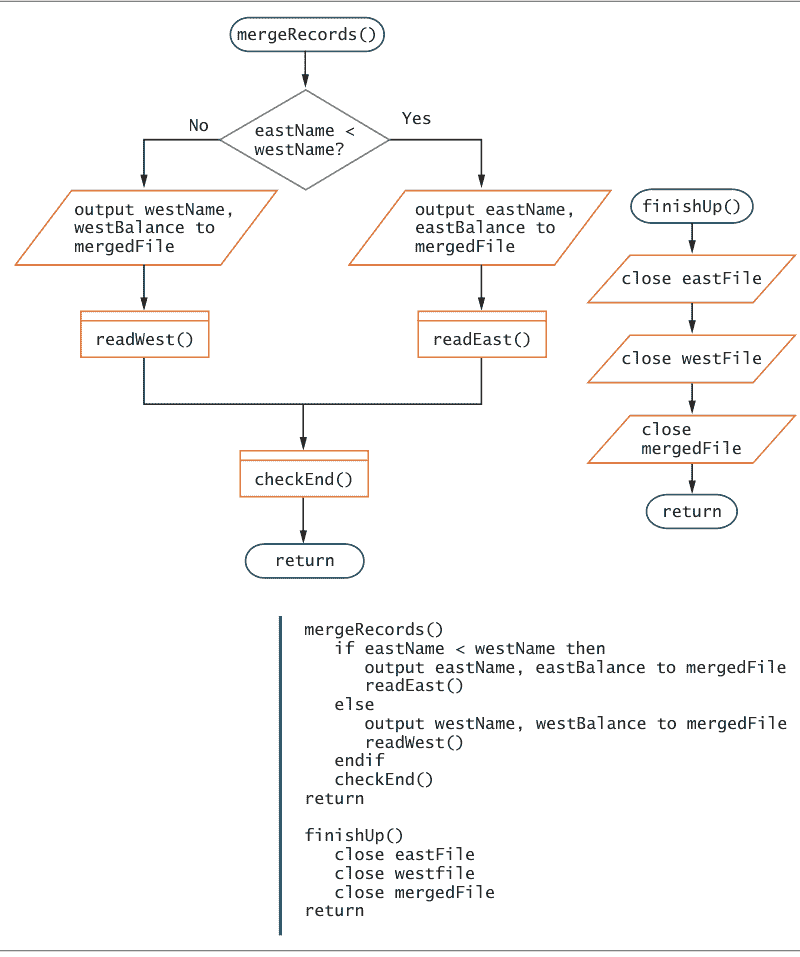 mergeRecords()
eastName <
westName?
No
Yes
output westName,
westBalance to
mergedFile
output eastName,
eastBalance to
mergedFile
readWest()
readEast()
checkEnd()
return
finishUp()
close eastFile
close westFile
close
mergedFile
return
mergeRecords()
if eastName < westName then
output eastName, eastBalance to mergedFile
readEast()
else
output westName, westBalance to mergedFile
readWest()
endif
checkEnd()
return
finishUp()
close eastFile
close westfile
close mergedFile
return